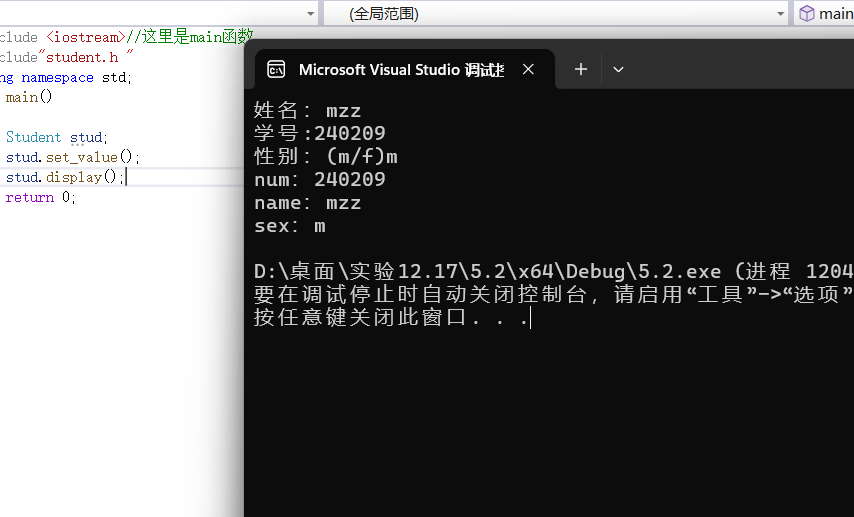 (全局范围)
main
clude <iostream>//这里是main函数
clude"student.h "
ng namespace std;
main()
Student stud;
stud.set_value();
stud.display();
return 0;
Microsoft Visual Studio 调试
姓名: mzz
学号:240209
性别: (m/f)m
num: 240209
name: mzz
sex: m
D:\桌面\实验12.17\5.2\x64\Debug\5.2.exe (进程 1204
要在调试停止时自动关闭控制台, 请启用“工具”->“选项”
按任意键关闭此窗口. . .